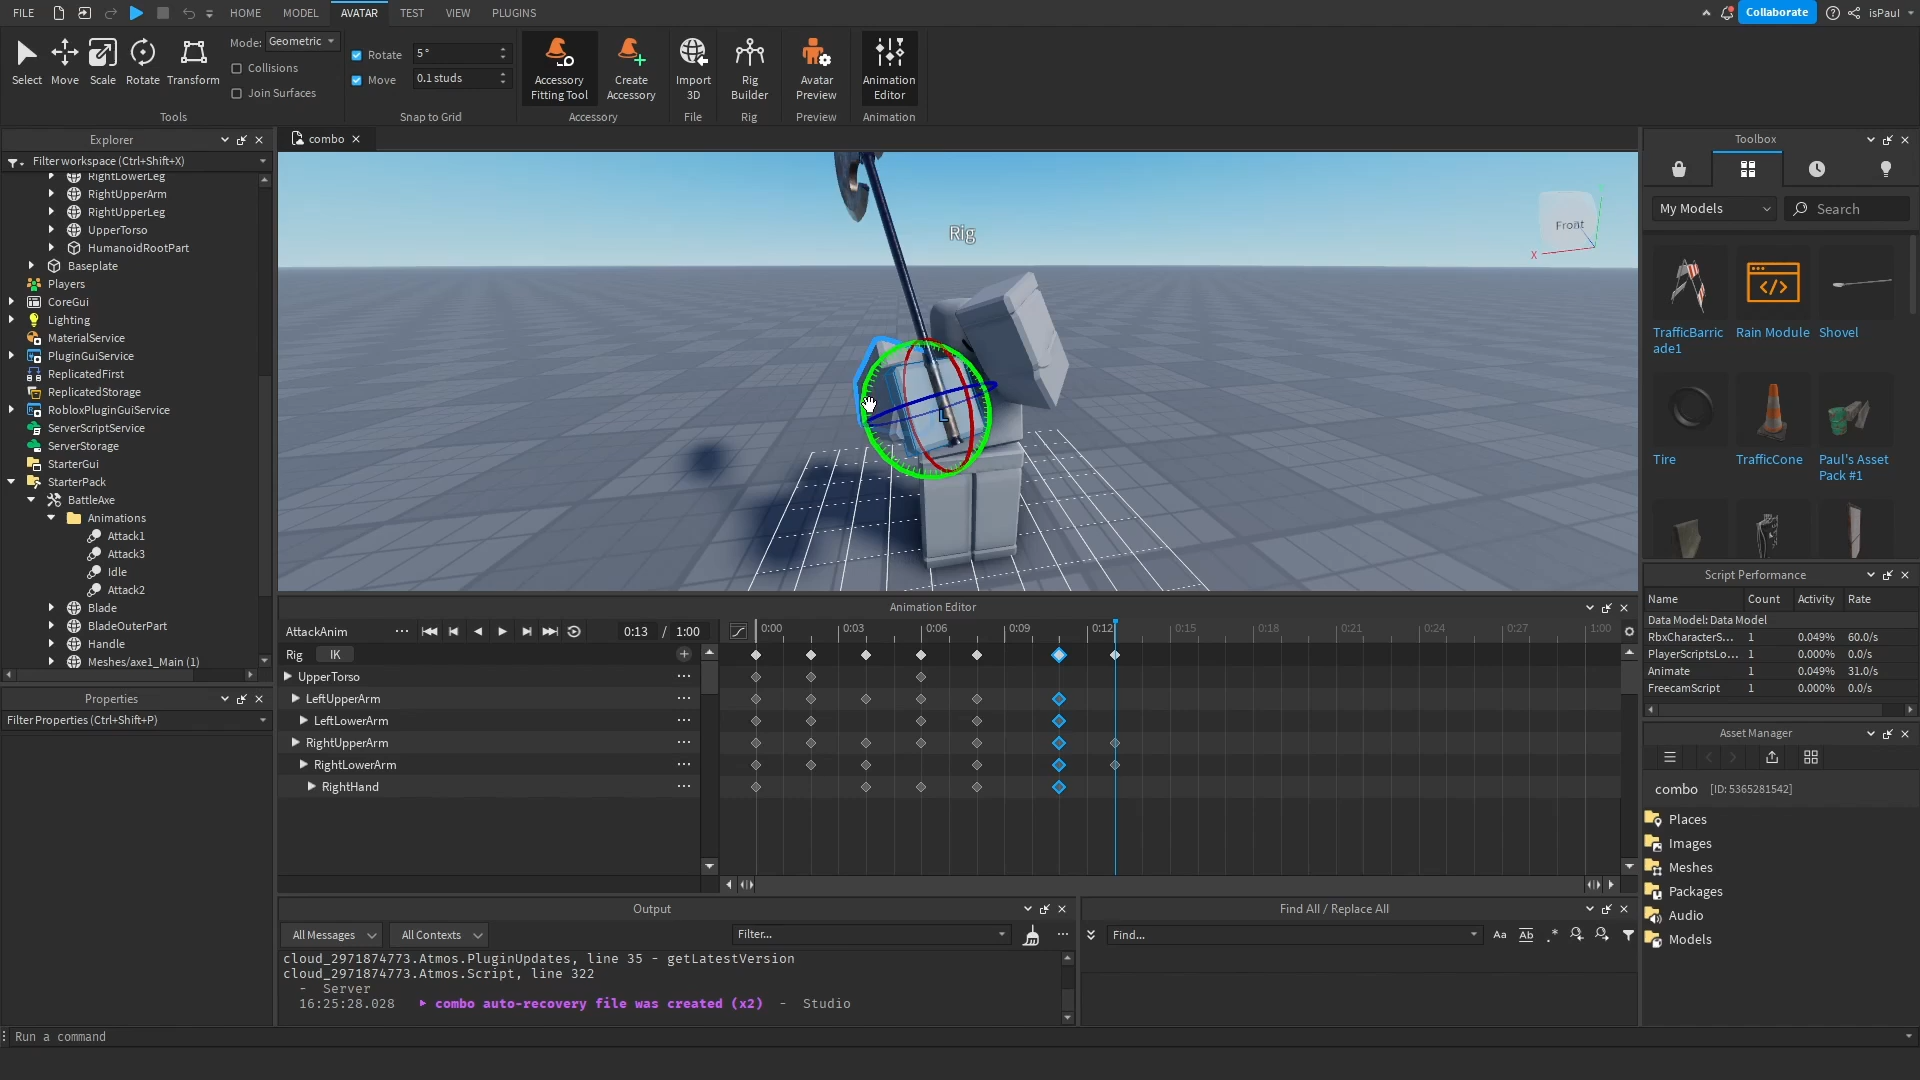 FILE HOME MODEL AVATAR TEST VIEW PLUGINS Collaborate isPaul
Select Move Scale Rotate Transform
Mode: Geometric
Collisions
Join Surfaces
Tools
Rotate 5°
Move 0.1 studs
Snap to Grid
Accessory Fitting Tool
Create Accessory
Accessory
Import 3D
File
Rig Builder
Rig
Avatar Preview
Preview
Animation Editor
Animation
Explorer
Filter workspace (Ctrl+Shift+X)
RightLowerLeg
RightUpperArm
RightUpperLeg
UpperTorso
HumanoidRootPart
Baseplate
Players
CoreGui
Lighting
MaterialService
PluginGuiService
ReplicatedFirst
ReplicatedStorage
RobloxPluginGuiService
ServerScriptService
ServerStorage
StarterGui
StarterPack
BattleAxe
Animations
Attack1
Attack3
Idle
Attack2
Blade
BladeOuterPart
Handle
Meshes/axe1_Main (1)
Properties
Filter Properties (Ctrl+Shift+P)
combo
Rig
Front
X
L
Animation Editor
AttackAnim 0:13 / 1:00
0:00 0:03 0:06 0:09 0:12 0:15 0:18 0:21 0:24 0:27 1:00
Rig IK
UpperTorso
LeftUpperArm
LeftLowerArm
RightUpperArm
RightLowerArm
RightHand
Output
All Messages All Contexts Filter...
cloud_2971874773.Atmos.PluginUpdates, line 35 - getLatestVersion
cloud_2971874773.Atmos.Script, line 322
- Server
16:25:28.028 combo auto-recovery file was created (x2) - Studio
Find All / Replace All
Find... Aa Ab .*
Toolbox
My Models Search
TrafficBarric
ade1
Rain Module
Shovel
Tire
TrafficCone
Paul's Asset
Pack #1
Script Performance
Name Count Activity Rate
Data Model: Data Model
RbxCharacterS... 1 0.049% 60.0/s
PlayerScriptsLo... 1 0.000% 0.0/s
Animate 1 0.049% 31.0/s
FreecamScript 1 0.000% 0.0/s
Asset Manager
combo [ID: 5365281542]
Places
Images
Meshes
Packages
Audio
Models
Run a command